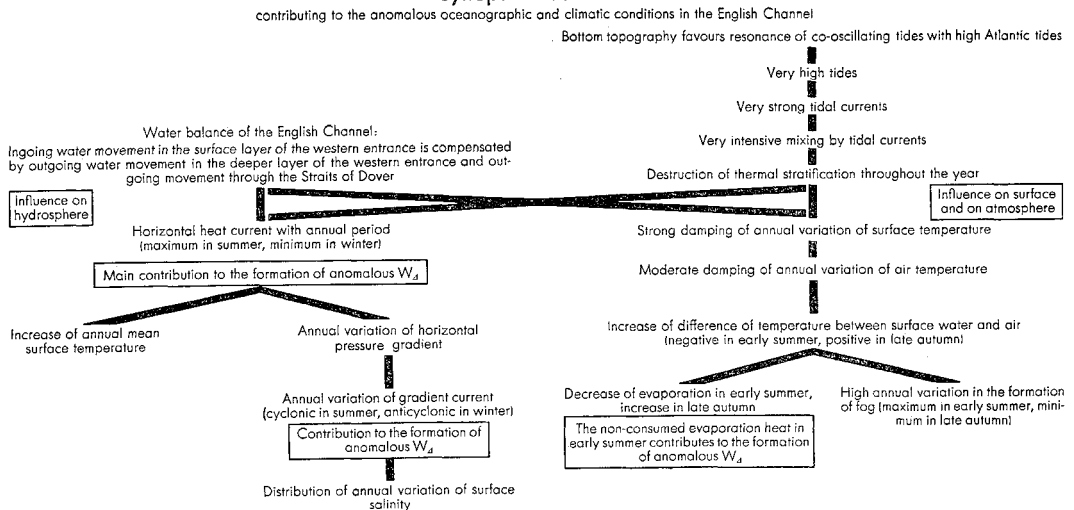 contributing to the anomalous oceanographic and climatic conditions in the English Channel
Bottom topography favours resonance of co-oscillating tides with high Atlantic tides
Very high tides
Very strong tidal currents
Very intensive mixing by tidal currents
Destruction of thermal stratification throughout the year
Influence on surface
and on atmosphere
Strong damping of annual variation of surface temperature
Moderate damping of annual variation of air temperature
Increase of difference of temperature between surface water and air
(negative in early summer, positive in late autumn)
Decrease of evaporation in early summer,
increase in late autumn
The non-consumed evaporation heat in
early summer contributes to the formation
of anomalous W⊿
High annual variation in the formation
of fog (maximum in early summer, mini-
mum in late autumn)
Water balance of the English Channel:
Ingoing water movement in the surface layer of the western entrance is compensated
by outgoing water movement in the deeper layer of the western entrance and out-
going movement through the Straits of Dover
Influence on
hydrosphere
Horizontal heat current with annual period
(maximum in summer, minimum in winter)
Main contribution to the formation of anomalous W⊿
Increase of annual mean
surface temperature
Annual variation of horizontal
pressure gradient
Annual variation of gradient current
(cyclonic in summer, anticyclonic in winter)
Contribution to the formation of
anomalous W⊿
Distribution of annual variation of surface
salinity